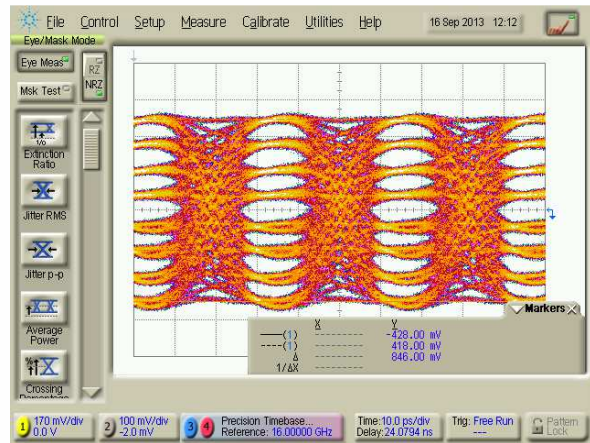 File Control Setup Measure Calibrate Utilities Help 16 Sep 2013 12:12
Eye/Mask Mode
Eye Meas
RZ
NRZ
Msk Test
1/0
Extinction
Ratio
Jitter RMS
Jitter p-p
Average
Power
%
Crossing
Percentage
Markers
X Y
(1) --------- -428.00 mV
(1) --------- 418.00 mV
Δ --------- 846.00 mV
1/ΔX ---------
1 170 mV/div
0.0 V
2 100 mV/div
-2.0 mV
3 4 Precision Timebase...
Reference: 16.00000 GHz
Time:10.0 ps/div
Delay:24.0794 ns
Trig: Free Run
---
Pattern
Lock